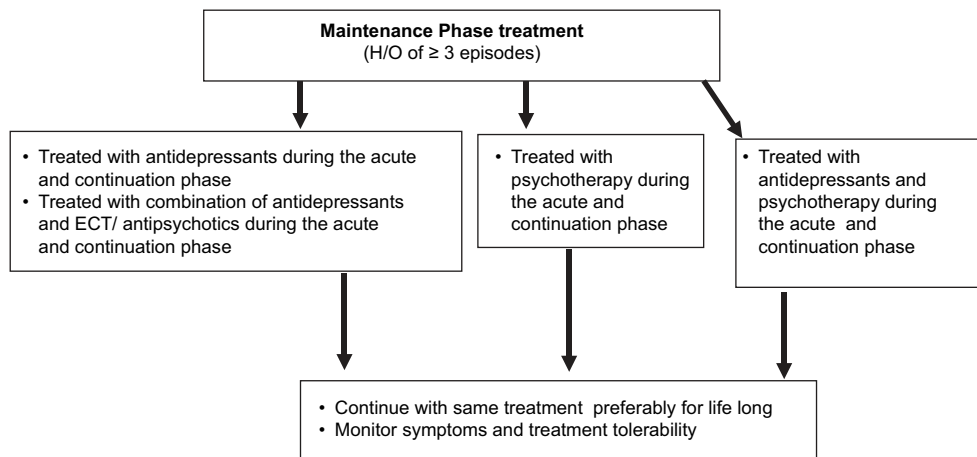 Maintenance Phase treatment
(H/O of ≥ 3 episodes)
• Treated with antidepressants during the acute
and continuation phase
• Treated with combination of antidepressants
and ECT/ antipsychotics during the acute
and continuation phase
• Treated with
psychotherapy during
the acute and
continuation phase
• Treated with
antidepressants and
psychotherapy during
the acute and
continuation phase
• Continue with same treatment preferably for life long
• Monitor symptoms and treatment tolerability